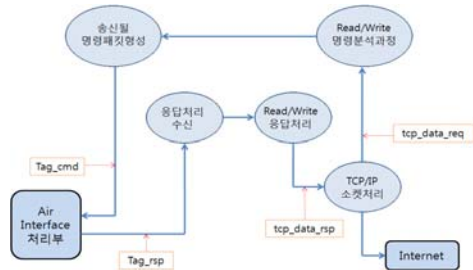 송신될
명령패킷형성
Read/Write
명령분석과정
응답처리
수신
Read/Write
응답처리
tcp_data_req
Tag_cmd
TCP/IP
소켓처리
Air
Interface
처리부
tcp_data_rsp
Tag_rsp
Internet